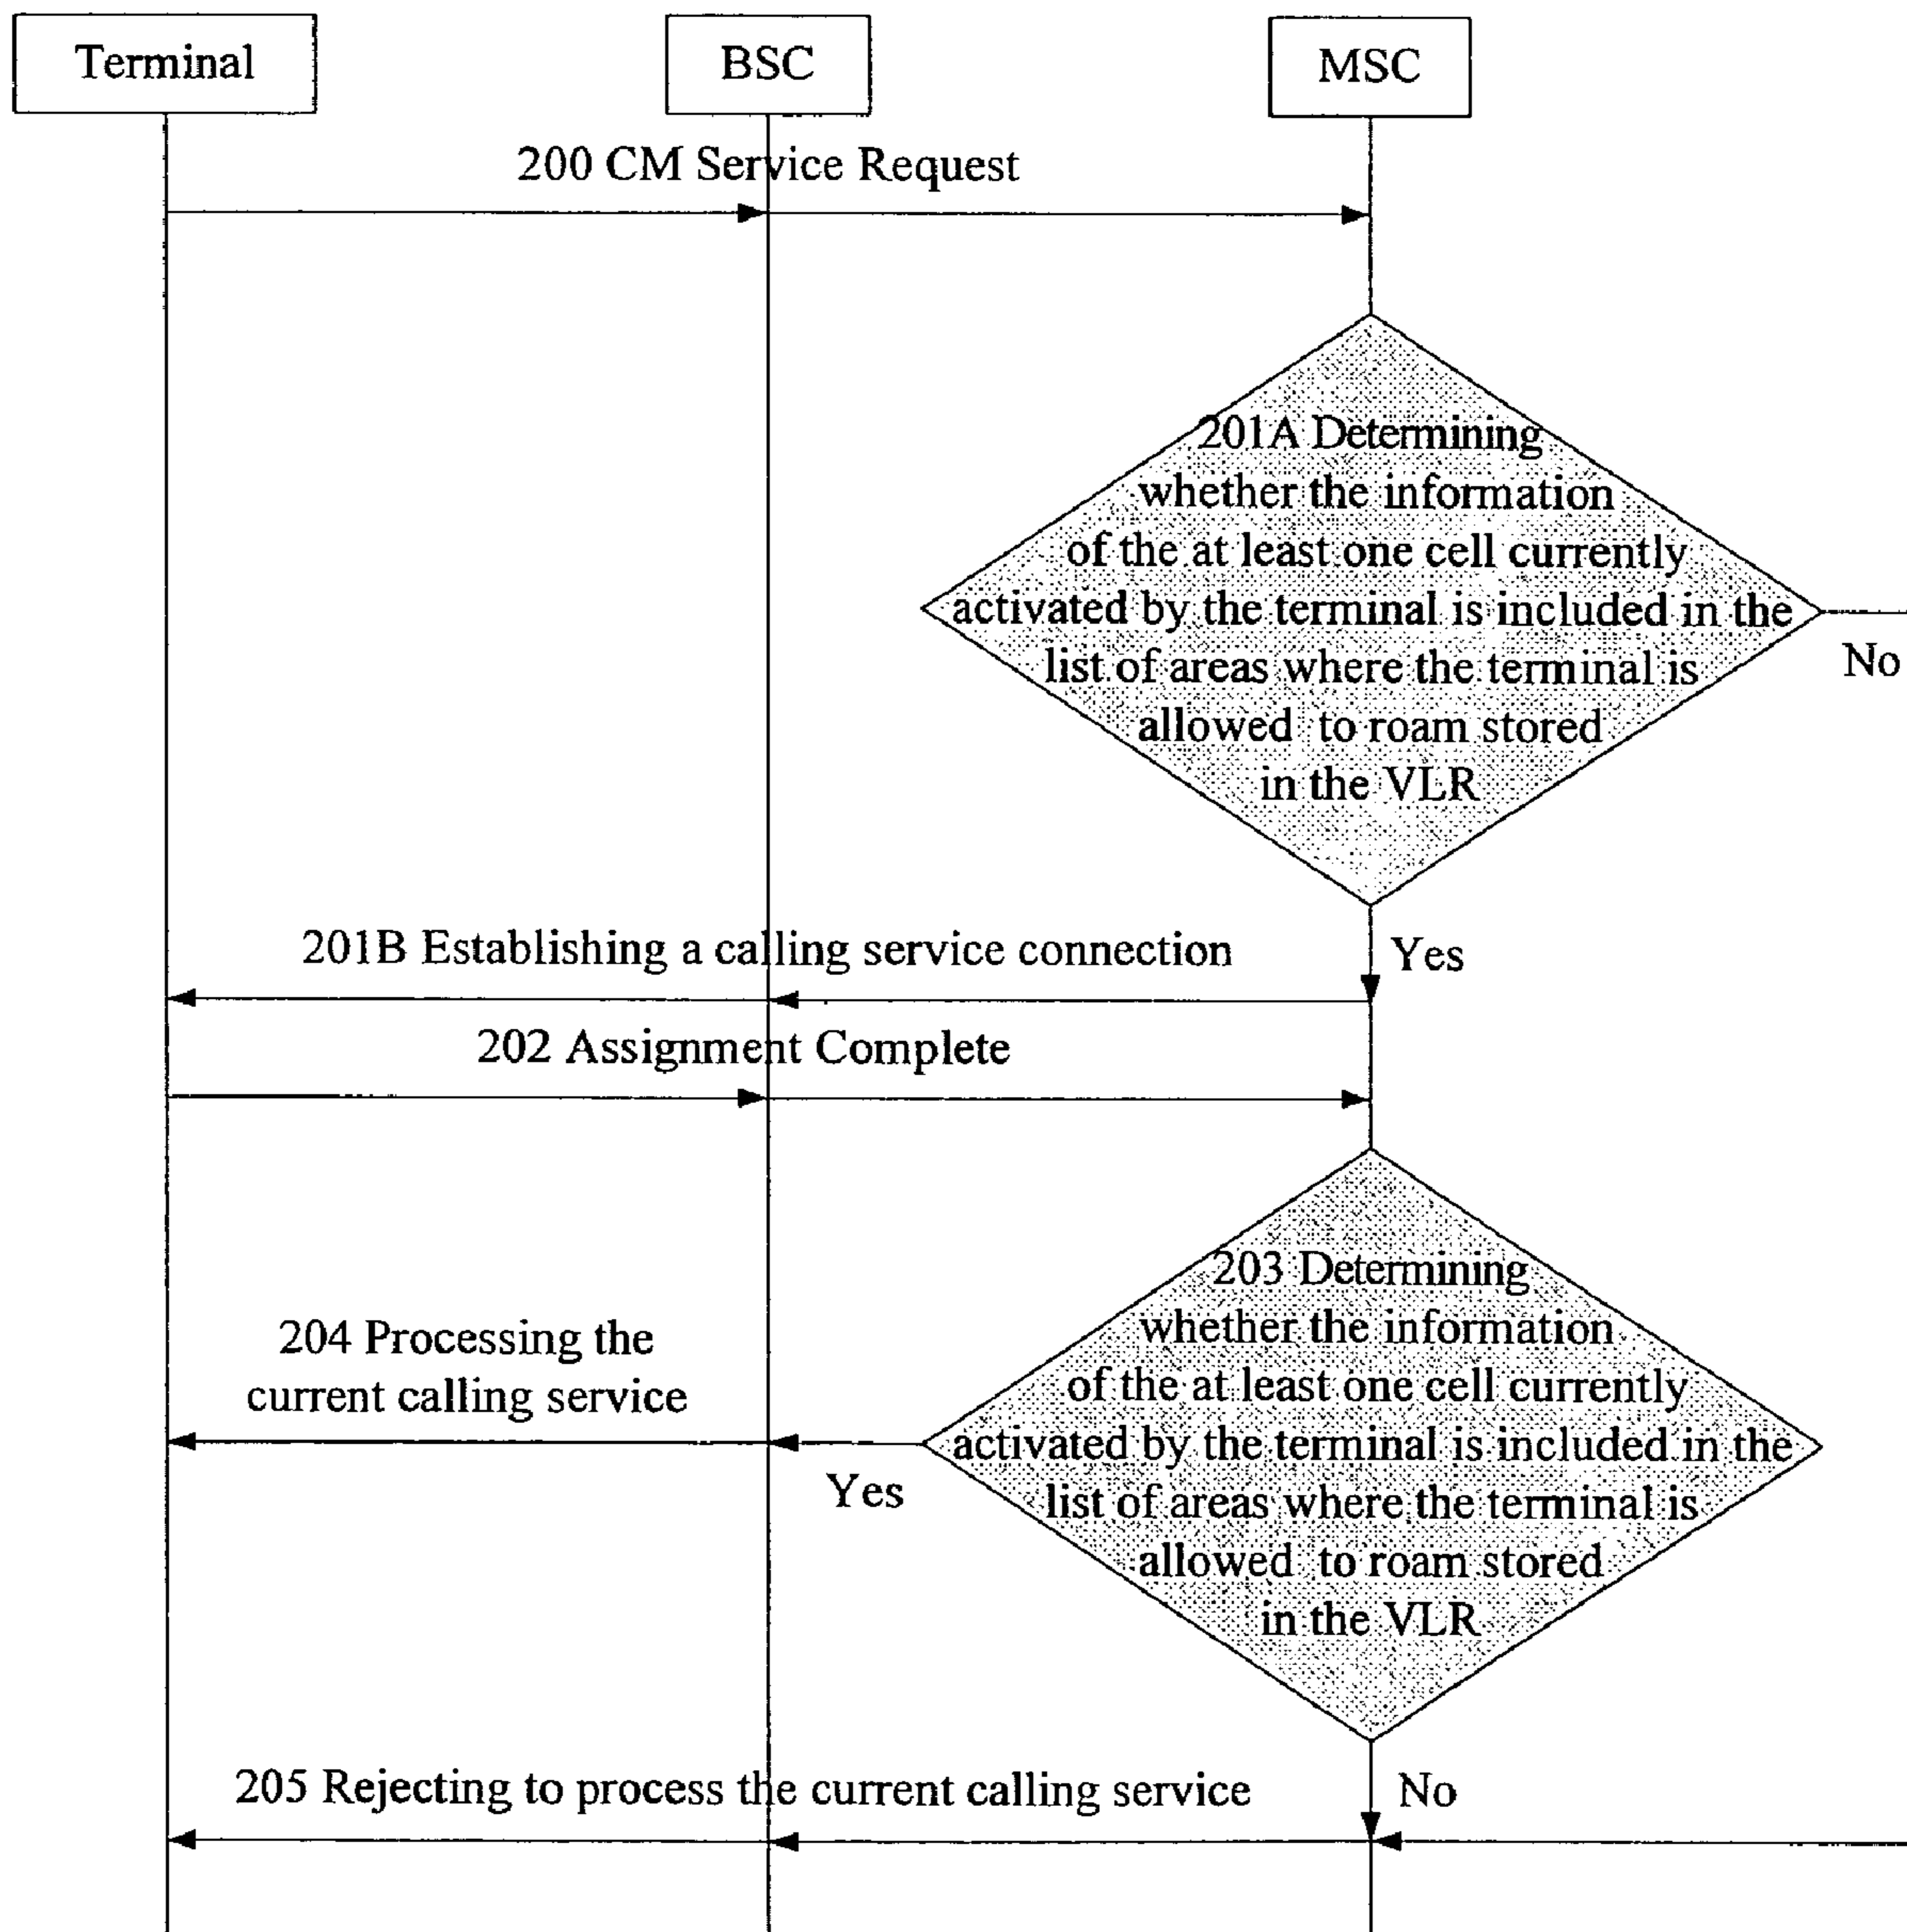 Terminal
BSC
MSC
200 CM Service Request
201A Determining
whether the information
of the at least one cell currently
activated by the terminal is included in the
list of areas where the terminal is
allowed to roam stored
in the VLR
No
201B Establishing a calling service connection
Yes
202 Assignment Complete
203 Determining
whether the information
of the at least one cell currently
activated by the terminal is included in the
list of areas where the terminal is
allowed to roam stored
in the VLR
204 Processing the
current calling service
Yes
205 Rejecting to process the current calling service
No